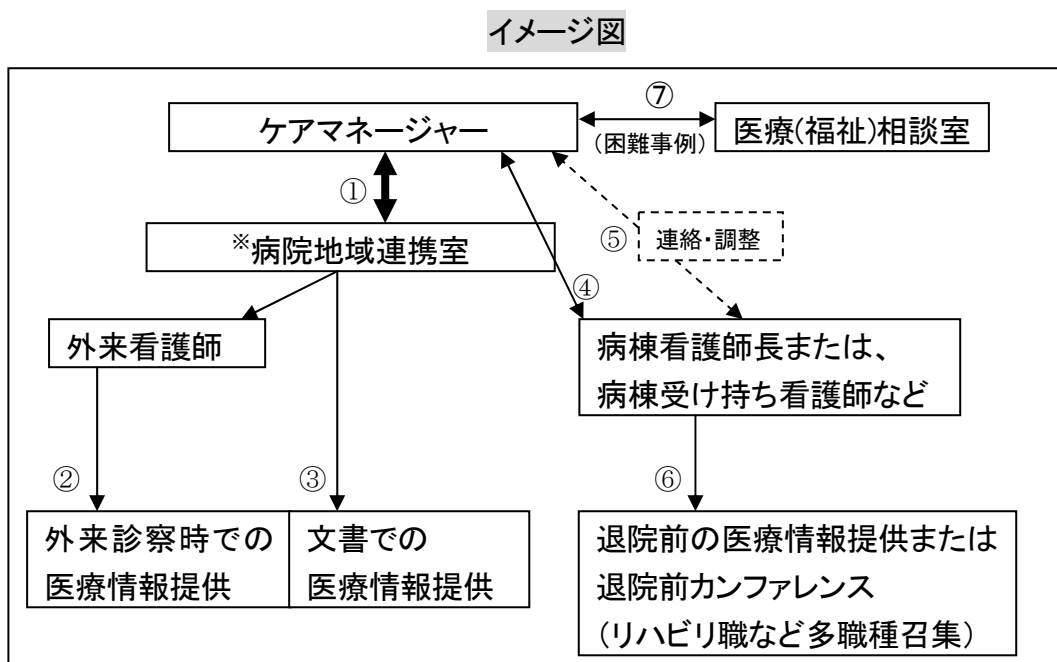 イメージ図
⑦
ケアマネージャー
(困難事例)
医療(福祉)相談室
①
※病院地域連携室
⑤
連絡・調整
④
外来看護師
病棟看護師長または、
病棟受け持ち看護師など
②
③
⑥
外来診察時での
医療情報提供
文書での
医療情報提供
退院前の医療情報提供または
退院前カンファレンス
(リハビリ職など多職種召集)